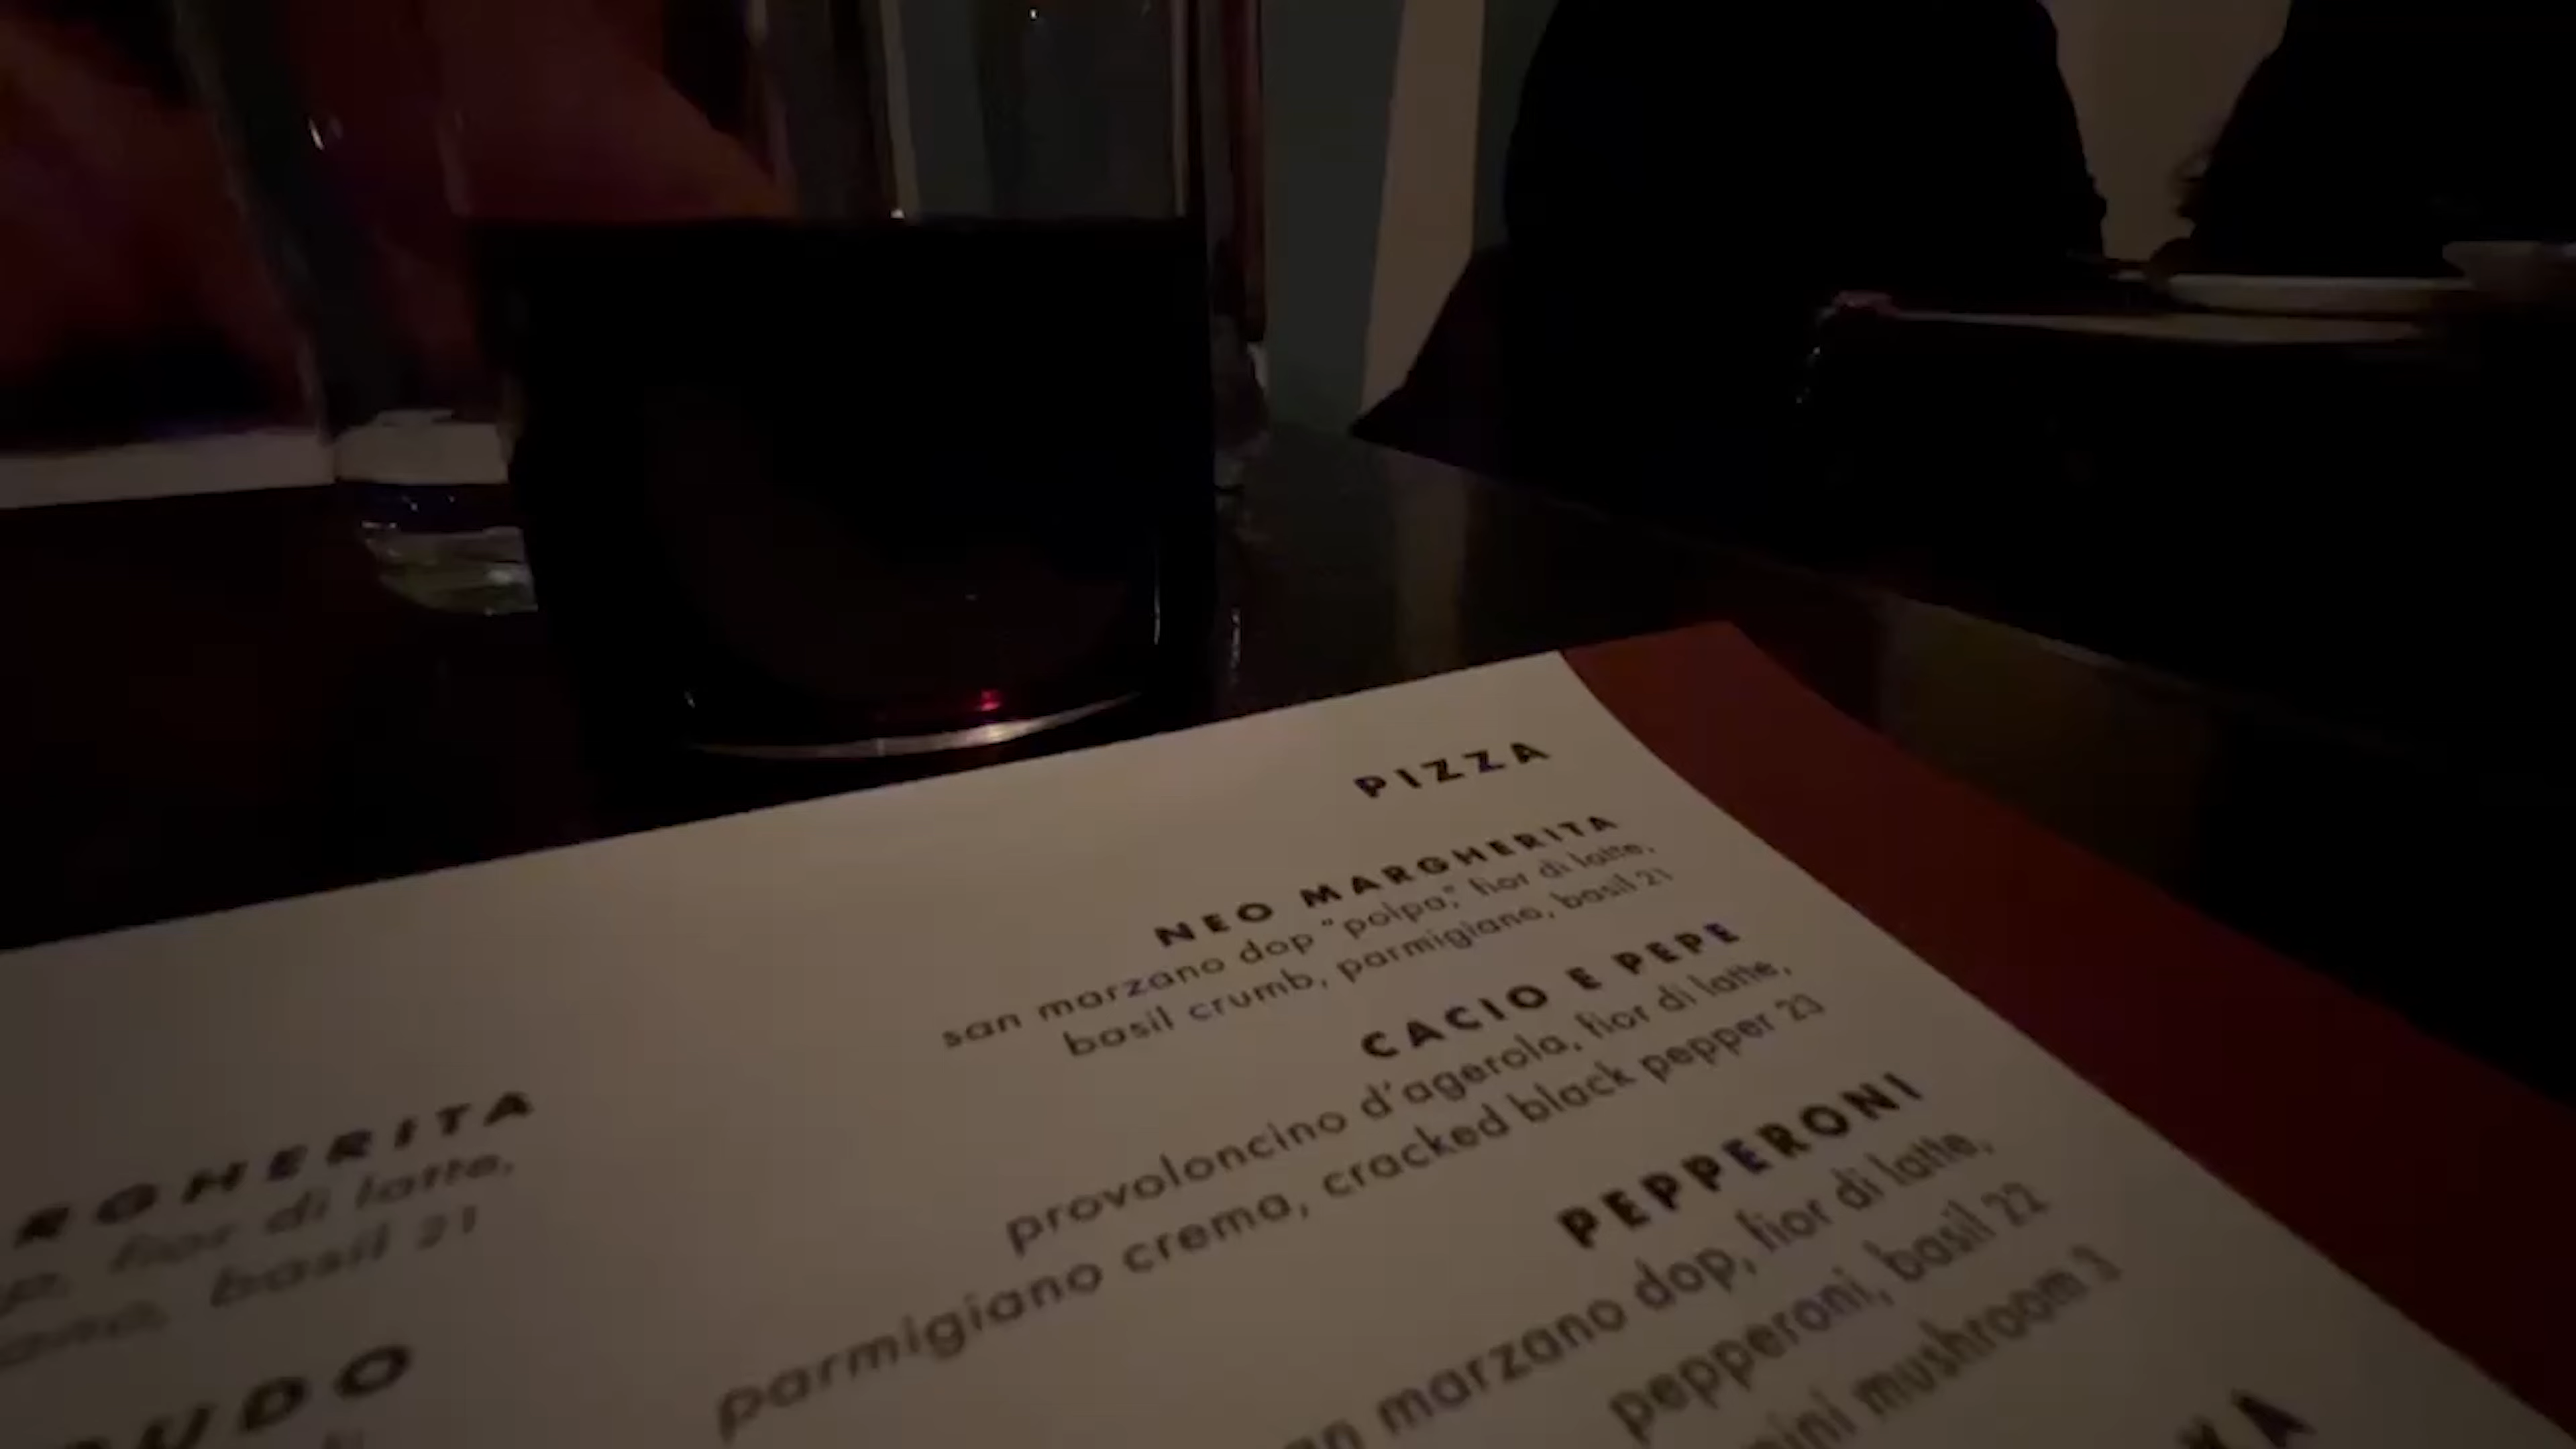 PIZZA
NEO MARGHERITA
san marzano dop "polpa," fior di latte,
basil crumb, parmigiano, basil 21
CACIO E PEPE
provoloncino d'agerola, fior di latte,
parmigiano crema, cracked black pepper 23
PEPPERONI
marzano dop, fior di latte,
pepperoni, basil 22
mushroom 3
RGHERITA
fior di latte,
basil 21
UDO